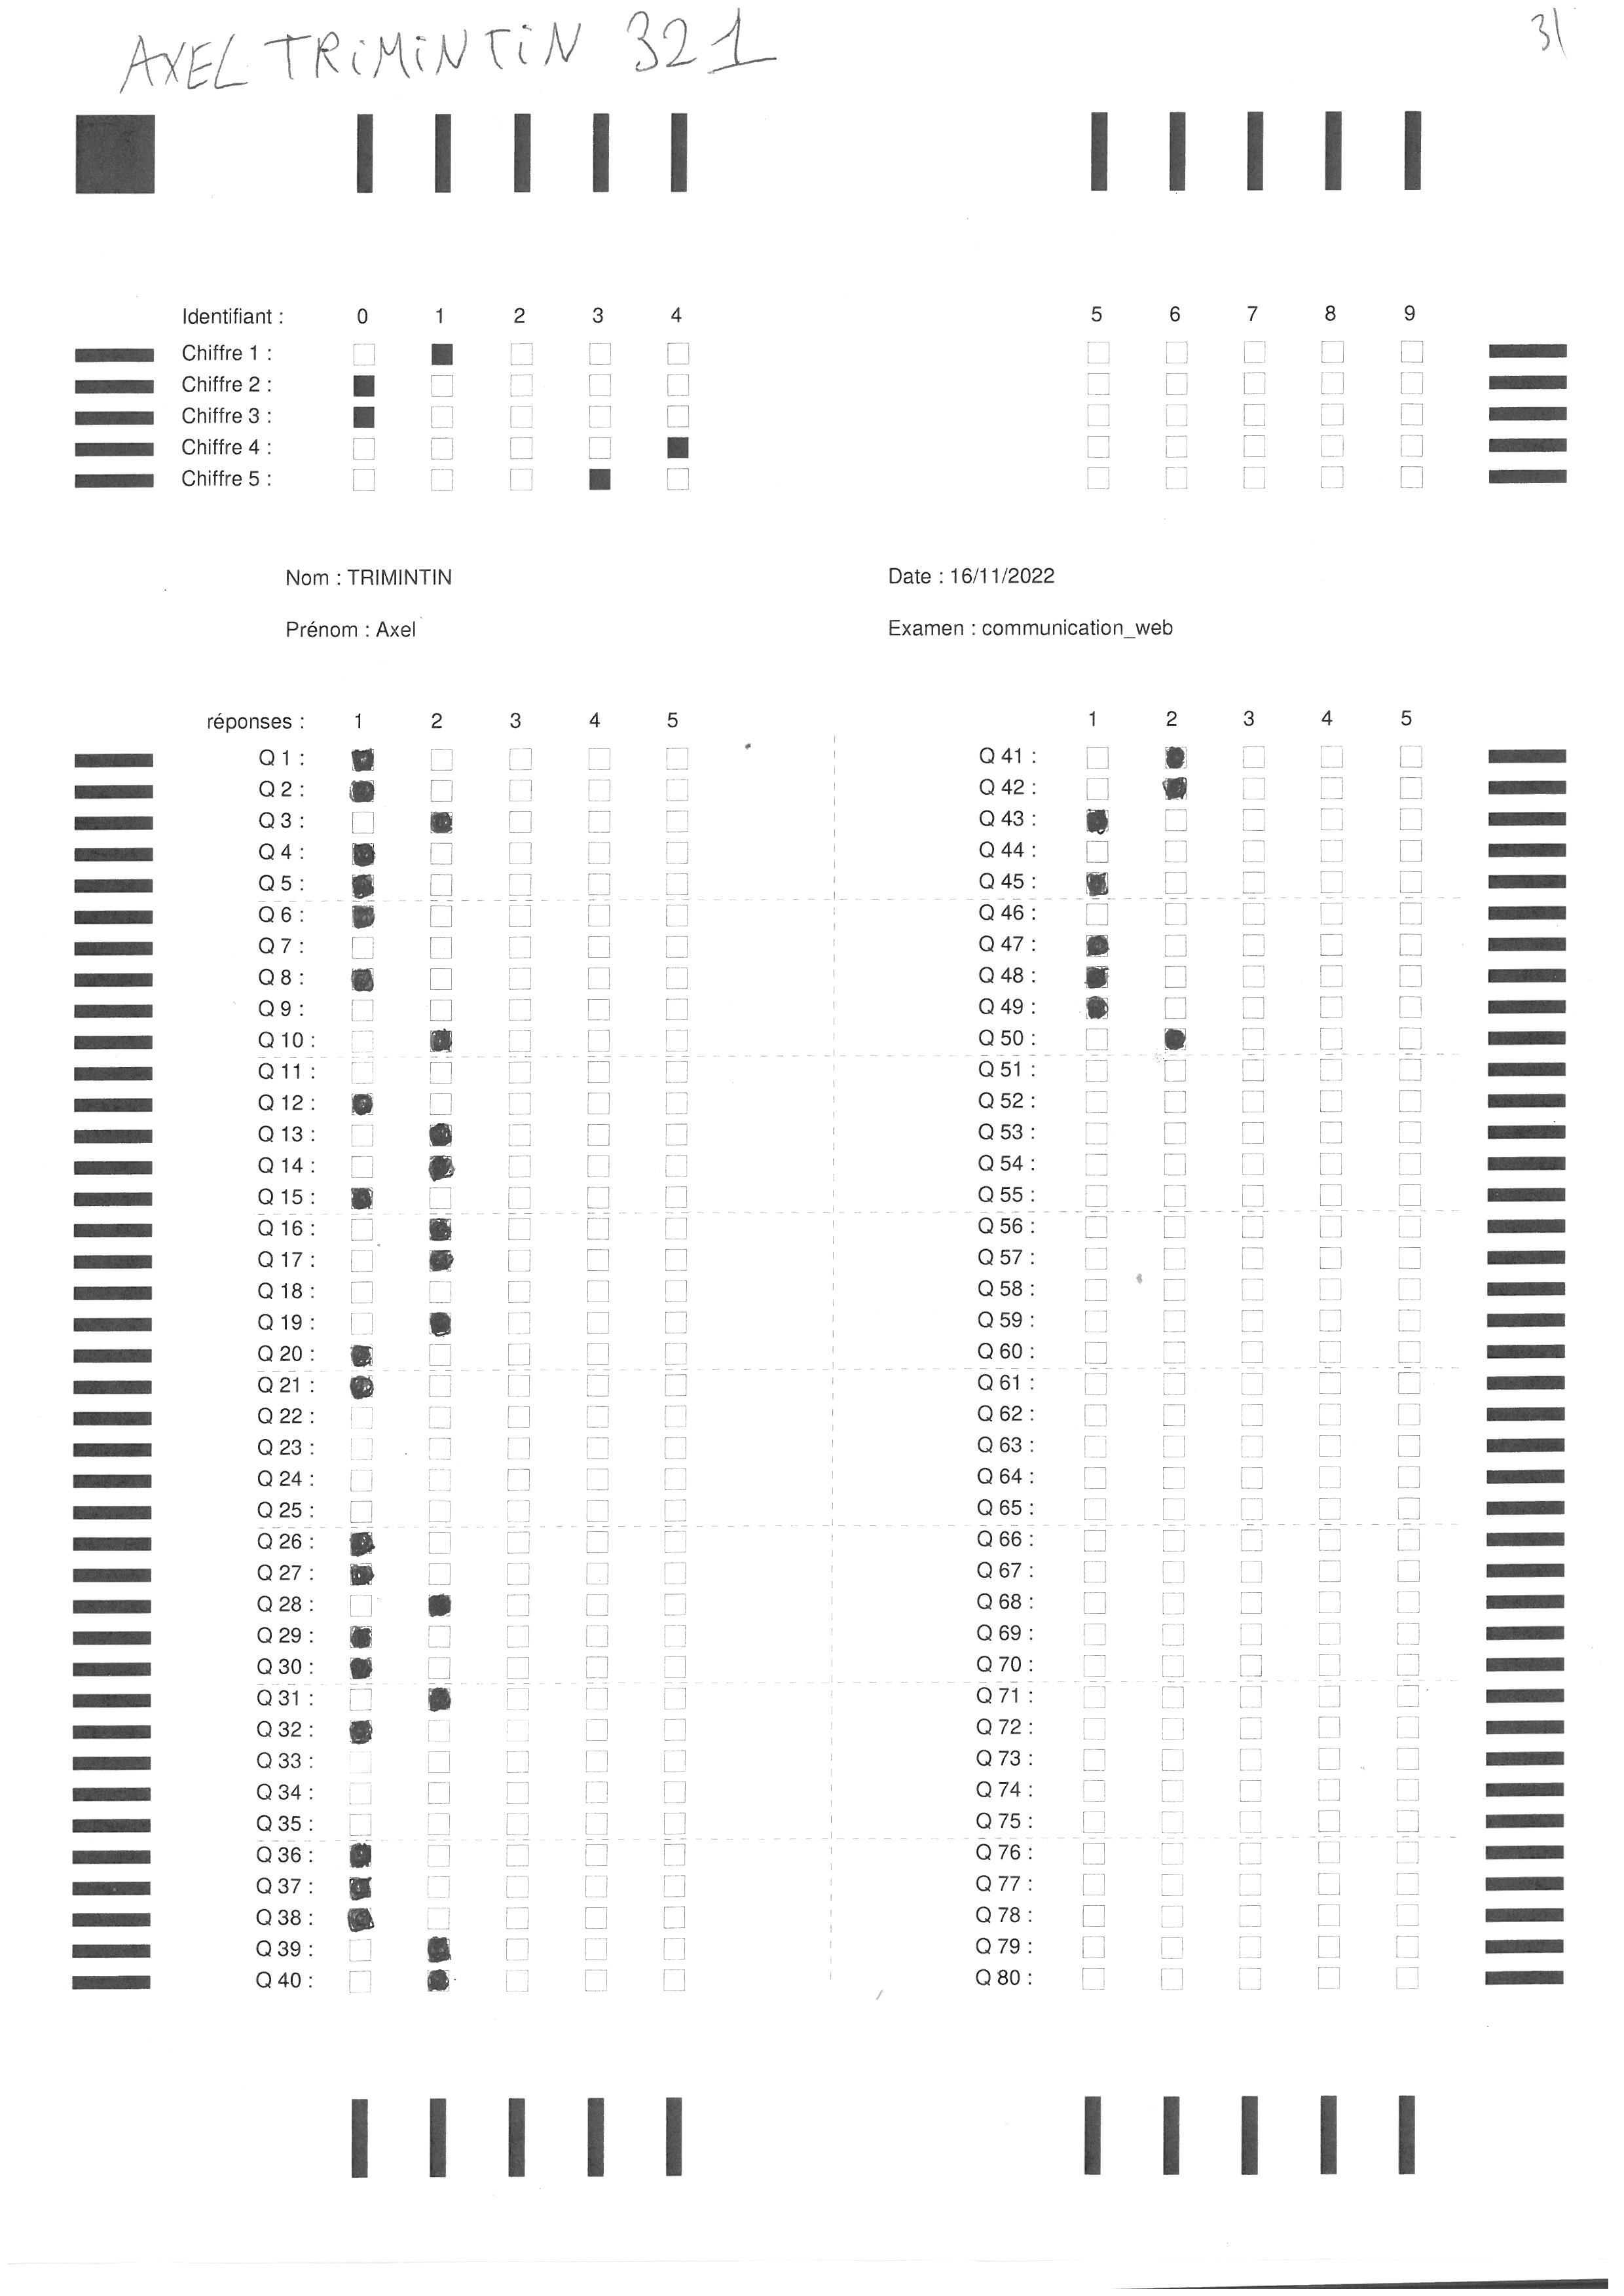 AXEL TRIMINTIN 321
31
Identifiant : 0 1 2 3 4 5 6 7 8 9
Chiffre 1 :
Chiffre 2 :
Chiffre 3 :
Chiffre 4 :
Chiffre 5 :
Nom : TRIMINTIN
Date : 16/11/2022
Prénom : Axel
Examen : communication_web
réponses : 1 2 3 4 5
Q 1 :
Q 2 :
Q 3 :
Q 4 :
Q 5 :
Q 6 :
Q 7 :
Q 8 :
Q 9 :
Q 10 :
Q 11 :
Q 12 :
Q 13 :
Q 14 :
Q 15 :
Q 16 :
Q 17 :
Q 18 :
Q 19 :
Q 20 :
Q 21 :
Q 22 :
Q 23 :
Q 24 :
Q 25 :
Q 26 :
Q 27 :
Q 28 :
Q 29 :
Q 30 :
Q 31 :
Q 32 :
Q 33 :
Q 34 :
Q 35 :
Q 36 :
Q 37 :
Q 38 :
Q 39 :
Q 40 :
1 2 3 4 5
Q 41 :
Q 42 :
Q 43 :
Q 44 :
Q 45 :
Q 46 :
Q 47 :
Q 48 :
Q 49 :
Q 50 :
Q 51 :
Q 52 :
Q 53 :
Q 54 :
Q 55 :
Q 56 :
Q 57 :
Q 58 :
Q 59 :
Q 60 :
Q 61 :
Q 62 :
Q 63 :
Q 64 :
Q 65 :
Q 66 :
Q 67 :
Q 68 :
Q 69 :
Q 70 :
Q 71 :
Q 72 :
Q 73 :
Q 74 :
Q 75 :
Q 76 :
Q 77 :
Q 78 :
Q 79 :
Q 80 :